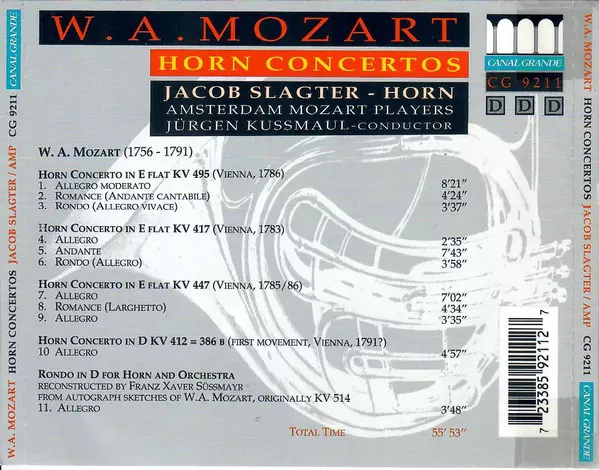 W.A. MOZART
HORN CONCERTOS
JACOB SLAGTER - HORN
AMSTERDAM MOZART PLAYERS
JÜRGEN KUSSMAUL-CONDUCTOR
CANAL GRANDE
CG 9211
D D D
W. A. MOZART (1756 - 1791)
HORN CONCERTO IN E FLAT KV 495 (VIENNA, 1786)
1. ALLEGRO MODERATO 8'21"
2. ROMANCE (ANDANTE CANTABILE) 4'24"
3. RONDO (ALLEGRO VIVACE) 3'37"
HORN CONCERTO IN E FLAT KV 417 (VIENNA, 1783)
4. ALLEGRO 2'35"
5. ANDANTE 7'43"
6. RONDO (ALLEGRO) 3'58"
HORN CONCERTO IN E FLAT KV 447 (VIENNA, 1785/86)
7. ALLEGRO 7'02"
8. ROMANCE (LARGHETTO) 4'34"
9. ALLEGRO 3'35"
HORN CONCERTO IN D KV 412 = 386 B (FIRST MOVEMENT, VIENNA, 1791?)
10 ALLEGRO 4'57"
RONDO IN D FOR HORN AND ORCHESTRA
RECONSTRUCTED BY FRANZ XAVER SÜSSMAYR
FROM AUTOGRAPH SKETCHES OF W.A. MOZART, ORIGINALLY KV 514
11. ALLEGRO 3'48"
TOTAL TIME 55' 53"
7 23385 92112 7
W.A. MOZART HORN CONCERTOS JACOB SLAGTER / AMP CG 9211 CANAL GRANDE
W.A. MOZART HORN CONCERTOS JACOB SLAGTER / AMP CG 9211 CANAL GRANDE